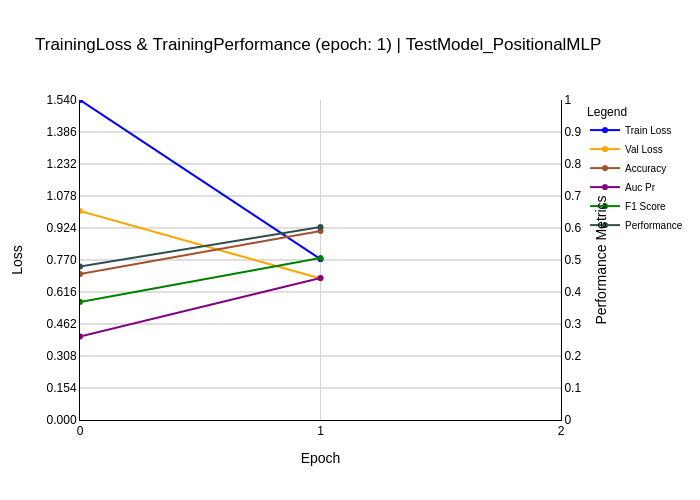 TrainingLoss & TrainingPerformance (epoch: 1) | TestModel_PositionalMLP
1.540
1.386
1.232
1.078
0.924
0.770
0.616
0.462
0.308
0.154
0.000
Loss
0
1
2
Epoch
1
0.9
0.8
0.7
0.6
0.5
0.4
0.3
0.2
0.1
0
Performance Metrics
Legend
Train Loss
Val Loss
Accuracy
Auc Pr
F1 Score
Performance